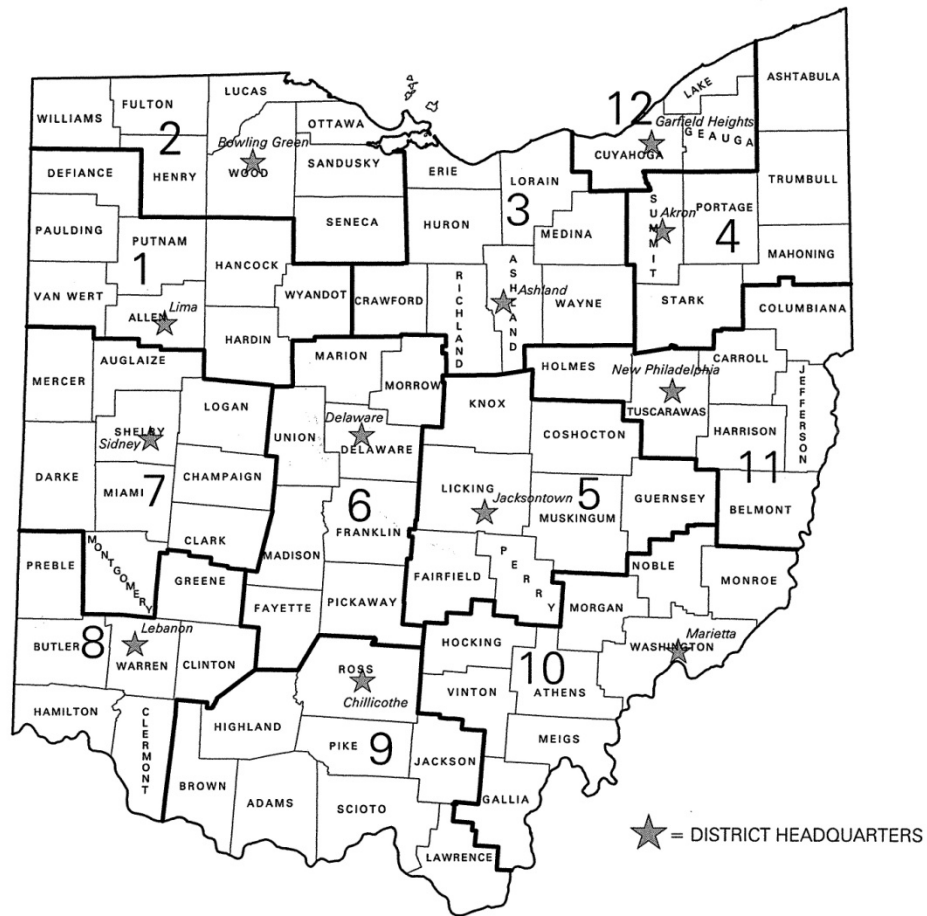 LAKE
ASHTABULA
LUCAS
FULTON
WILLIAMS
12
Garfield Heights
GEAUGA
OTTAWA
Bowling Green
2
CUYAHOGA
SANDUSKY
WOOD
HENRY
ERIE
DEFIANCE
LORAIN
TRUMBULL
3
SUMMIT
Akron
PORTAGE
4
SENECA
HURON
PAULDING
MEDINA
PUTNAM
1
MAHONING
HANCOCK
VAN WERT
WYANDOT
CRAWFORD
RICHLAND
ASHLAND
Ashland
WAYNE
STARK
COLUMBIANA
ALLEN
Lima
HARDIN
AUGLAIZE
MARION
CARROLL
HOLMES
New Philadelphia
JEFFERSON
MERCER
MORROW
KNOX
TUSCARAWAS
LOGAN
Delaware
SHELBY
Sidney
UNION
DELAWARE
COSHOCTON
HARRISON
11
DARKE
CHAMPAIGN
MIAMI
7
LICKING
Jacksontown
5
GUERNSEY
BELMONT
6
MUSKINGUM
FRANKLIN
CLARK
MADISON
PREBLE
MONTGOMERY
PERRY
NOBLE
GREENE
FAIRFIELD
MONROE
FAYETTE
PICKAWAY
MORGAN
Lebanon
8
BUTLER
WARREN
CLINTON
HOCKING
Marietta
WASHINGTON
ROSS
10
ATHENS
Chillicothe
VINTON
HAMILTON
CLERMONT
HIGHLAND
MEIGS
PIKE
9
JACKSON
BROWN
ADAMS
SCIOTO
GALLIA
LAWRENCE
= DISTRICT HEADQUARTERS